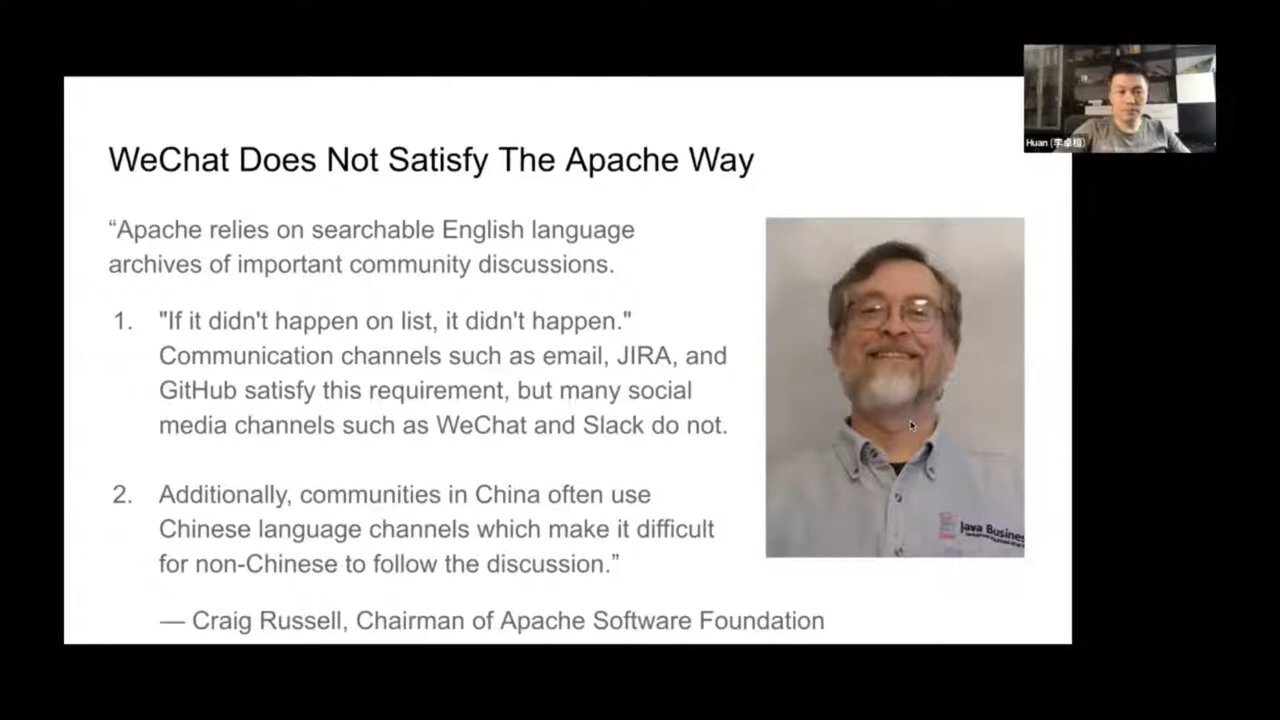 Huan (李卓桓)
WeChat Does Not Satisfy The Apache Way
“Apache relies on searchable English language
archives of important community discussions.
1. "If it didn't happen on list, it didn't happen."
Communication channels such as email, JIRA, and
GitHub satisfy this requirement, but many social
media channels such as WeChat and Slack do not.
2. Additionally, communities in China often use
Chinese language channels which make it difficult
for non-Chinese to follow the discussion.”
— Craig Russell, Chairman of Apache Software Foundation
Java